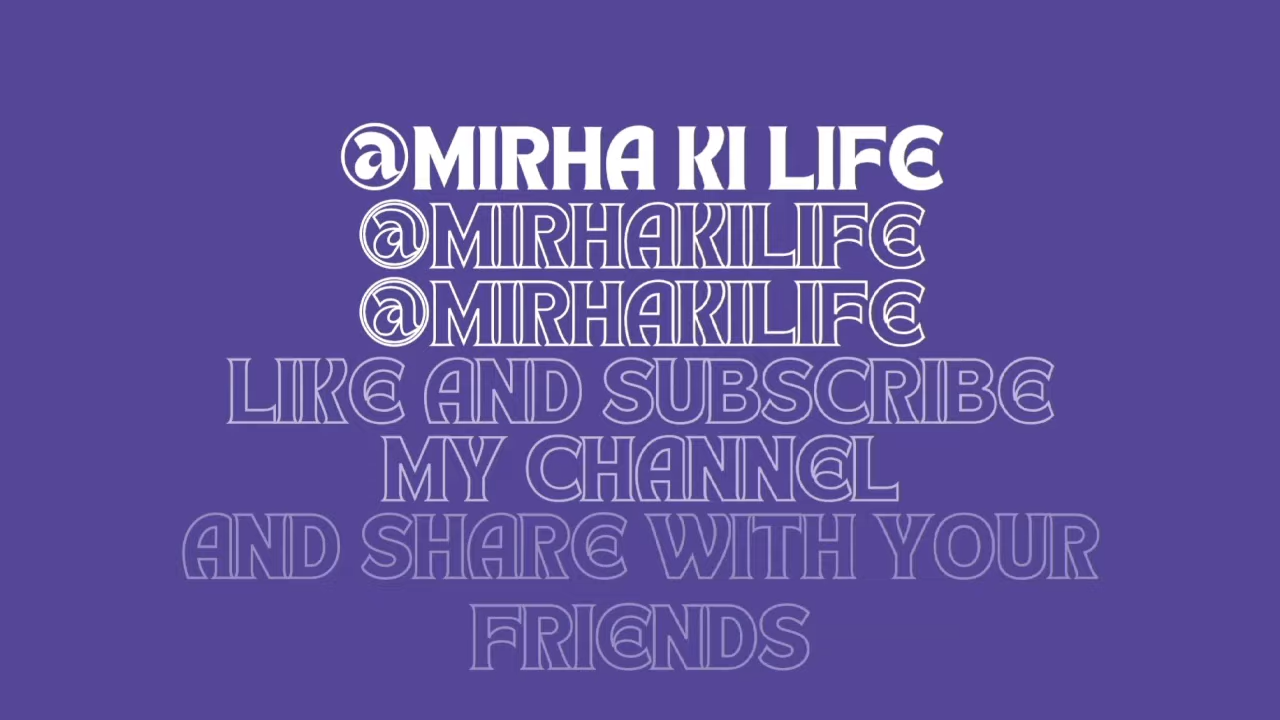 @MIRHA KI LIFE
@MIRHAKILIFE
@MIRHAKILIFE
LIKE AND SUBSCRIBE
MY CHANNEL
AND SHARE WITH YOUR
FRIENDS